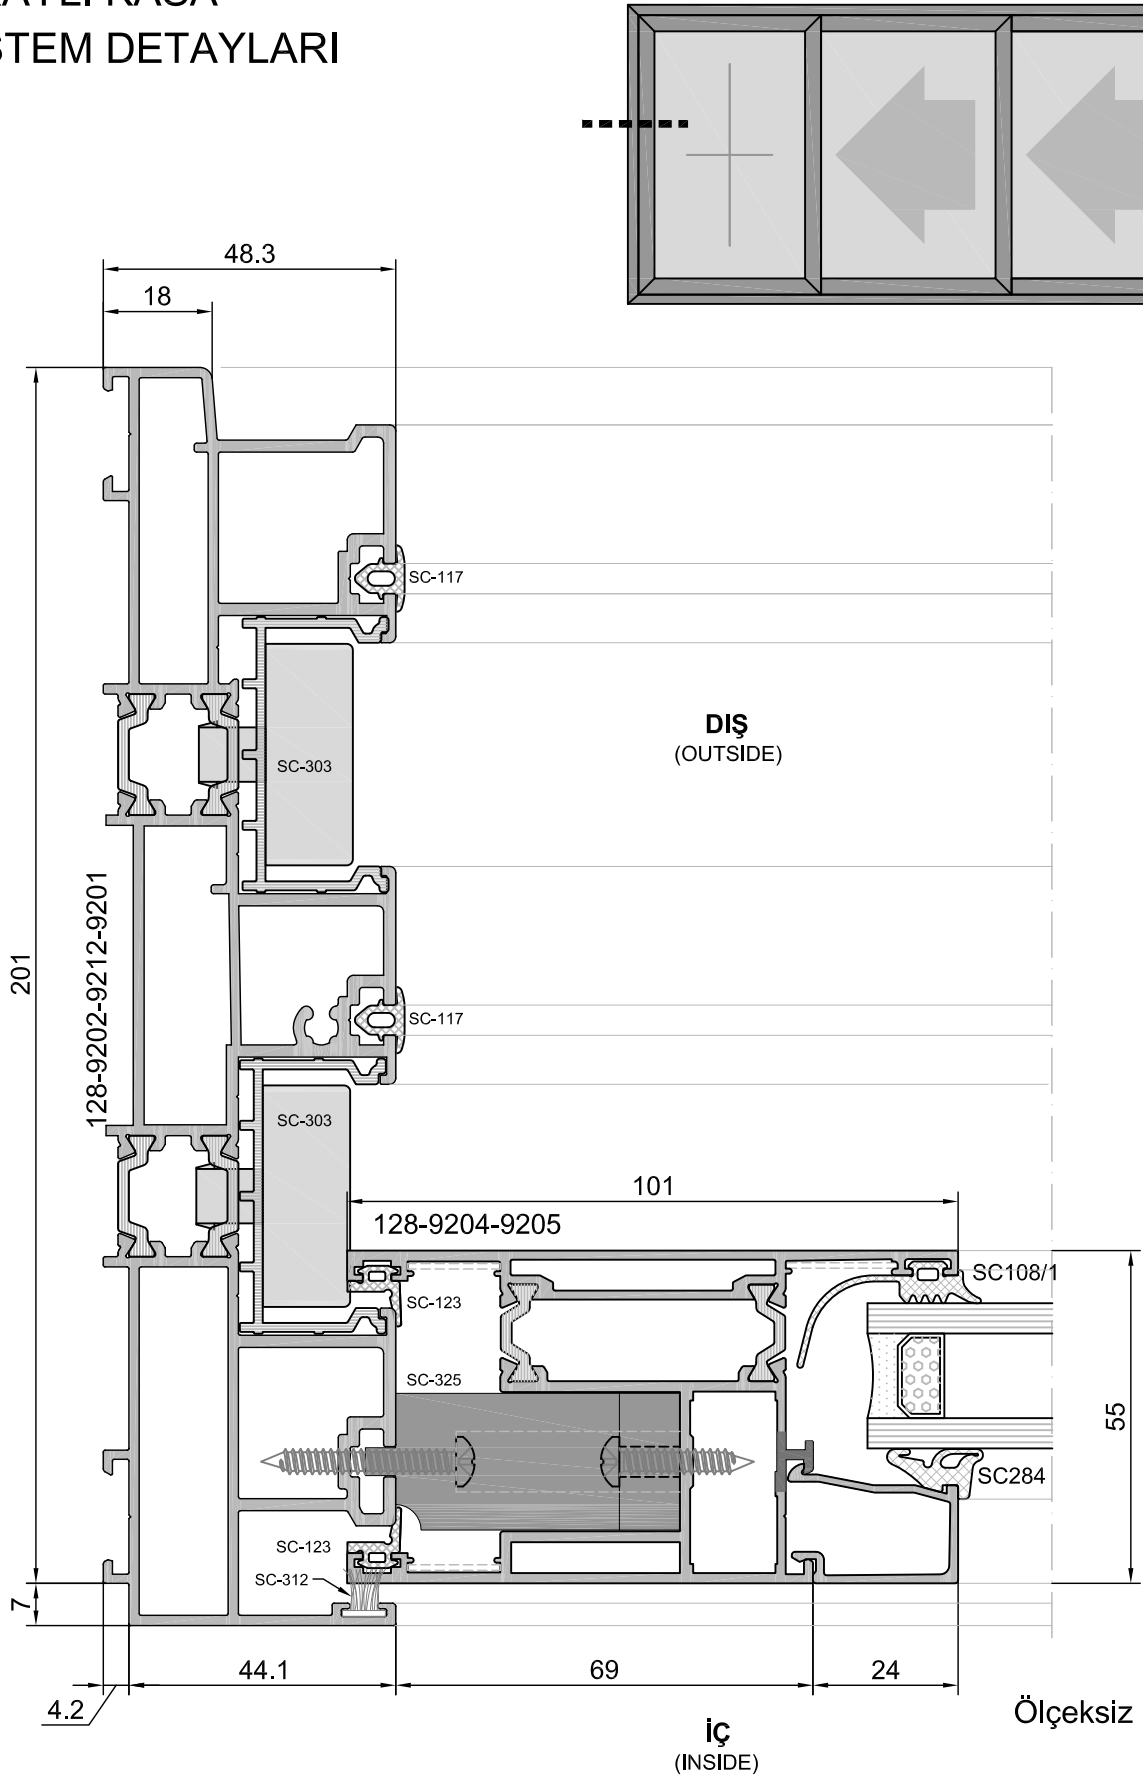 STEM DETAYLARI
48.3
18
SC-117
DIŞ
(OUTSIDE)
SC-303
201
128-9202-9212-9201
SC-117
SC-303
101
128-9204-9205
SC108/1
SC-123
SC-325
55
SC284
SC-123
SC-312
7
44.1
69
24
4.2
Ölçeksiz
İÇ
(INSIDE)